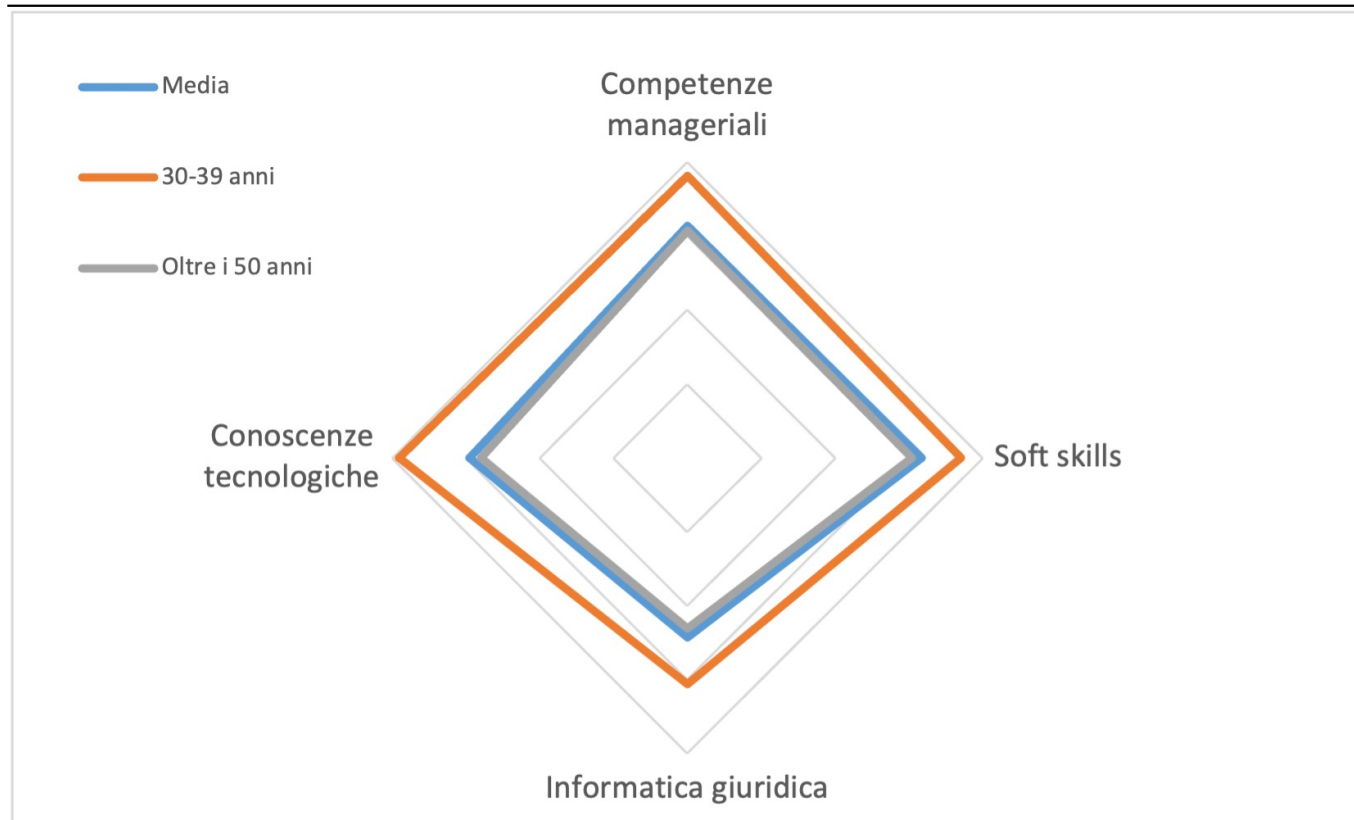 Media
30-39 anni
Oltre i 50 anni
Competenze
manageriali
Conoscenze
tecnologiche
Soft skills
Informatica giuridica